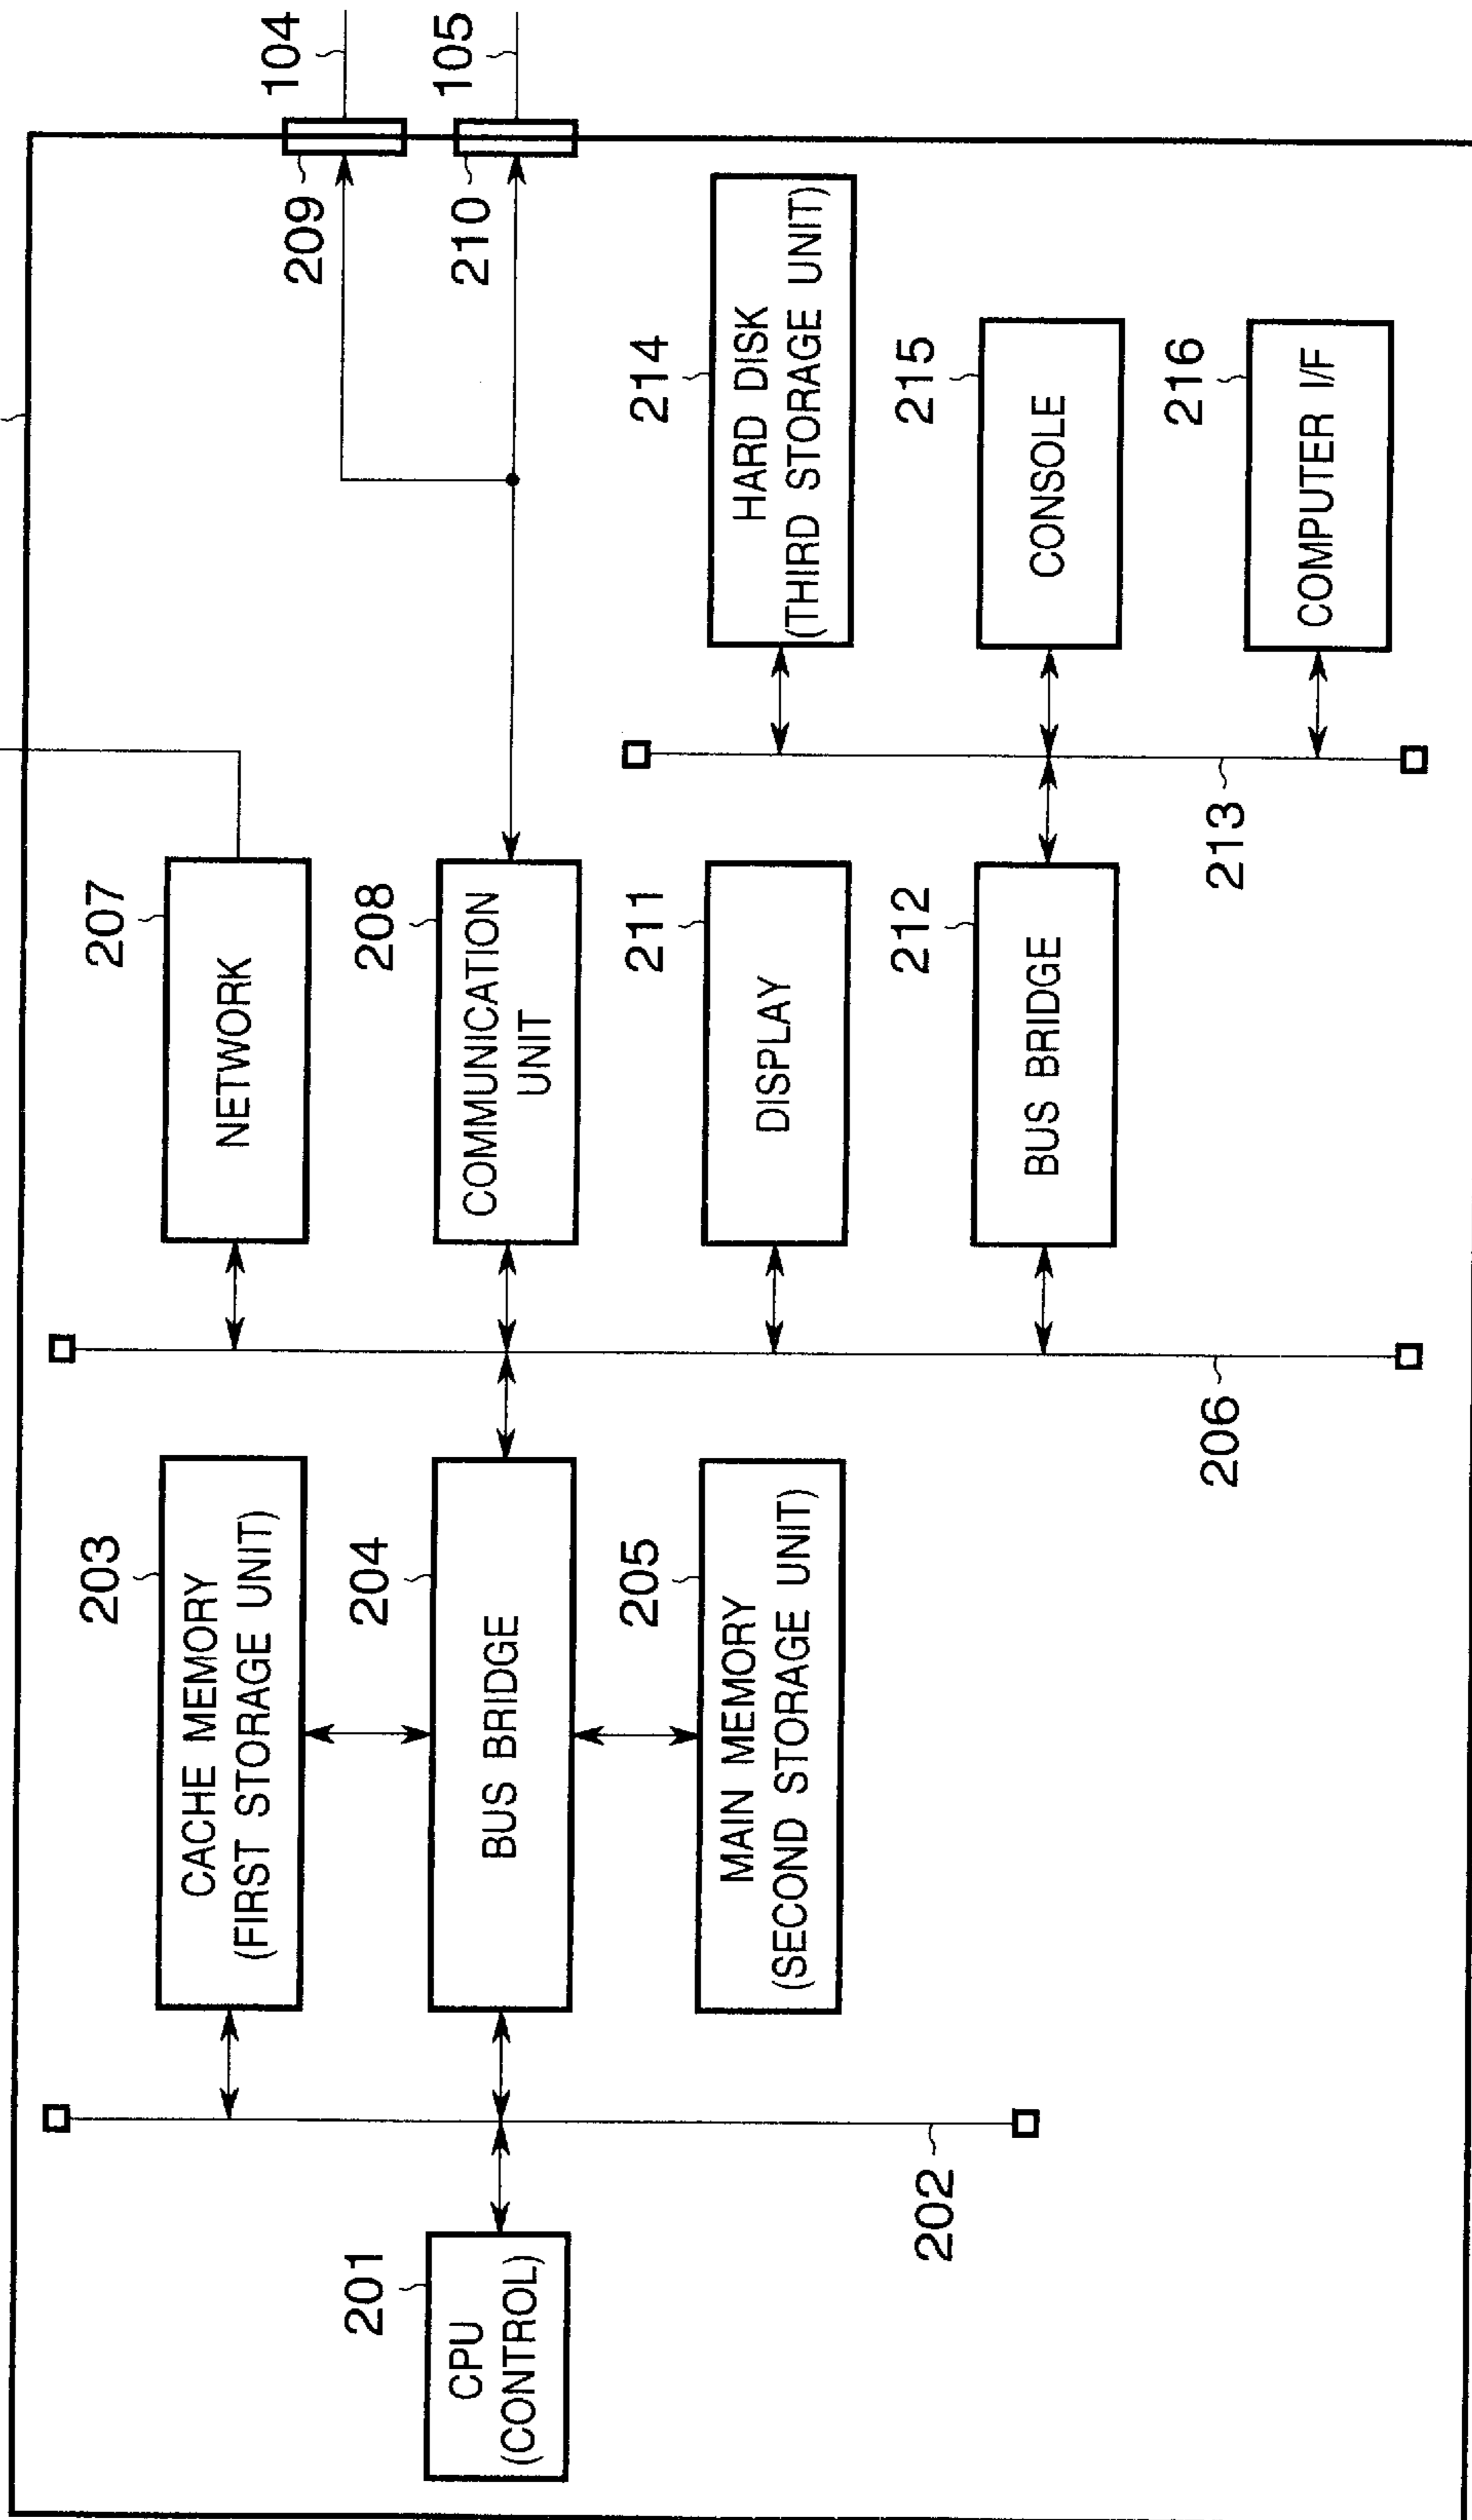 201
CPU
(CONTROL)
202
203
CACHE MEMORY
(FIRST STORAGE UNIT)
204
BUS BRIDGE
205
MAIN MEMORY
(SECOND STORAGE UNIT)
206
207
NETWORK
208
COMMUNICATION
UNIT
211
DISPLAY
212
BUS BRIDGE
213
209
104
210
105
214
HARD DISK
(THIRD STORAGE UNIT)
215
CONSOLE
216
COMPUTER I/F